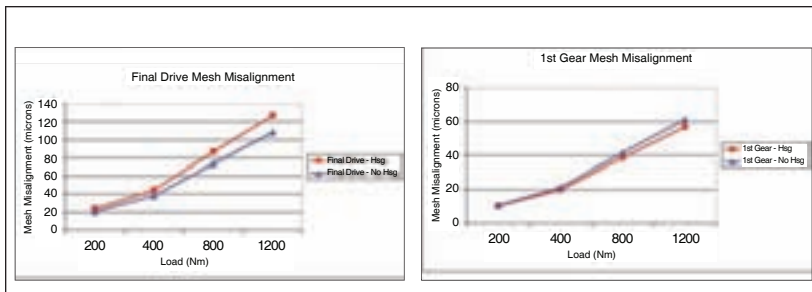 Final Drive Mesh Misalignment
Mesh Misalignment (microns)
140
120
100
80
60
40
20
0
200 400 800 1200
Load (Nm)
Final Drive - Hsg
Final Drive - No Hsg
1st Gear Mesh Misalignment
Mesh Misalignment (microns)
80
60
40
20
0
200 400 800 1200
Load (Nm)
1st Gear - Hsg
1st Gear - No Hsg